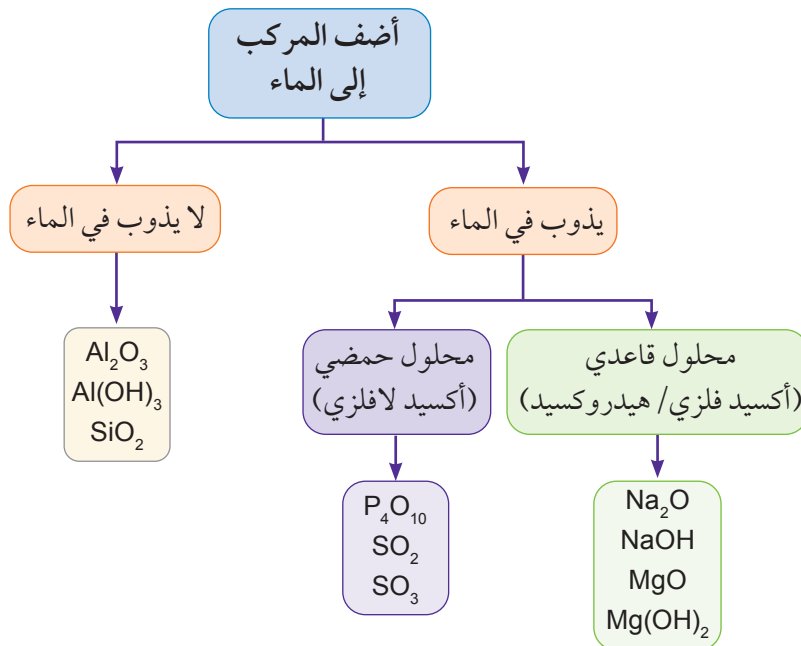 أضف المركب
إلى الماء
يذوب في الماء
لا يذوب في الماء
محلول قاعدي
(أكسيد فلزي/ هيدروكسيد)
محلول حمضي
(أكسيد لافلزي)
Al₂O₃
Al(OH)₃
SiO₂
P₄O₁₀
SO₂
SO₃
Na₂O
NaOH
MgO
Mg(OH)₂